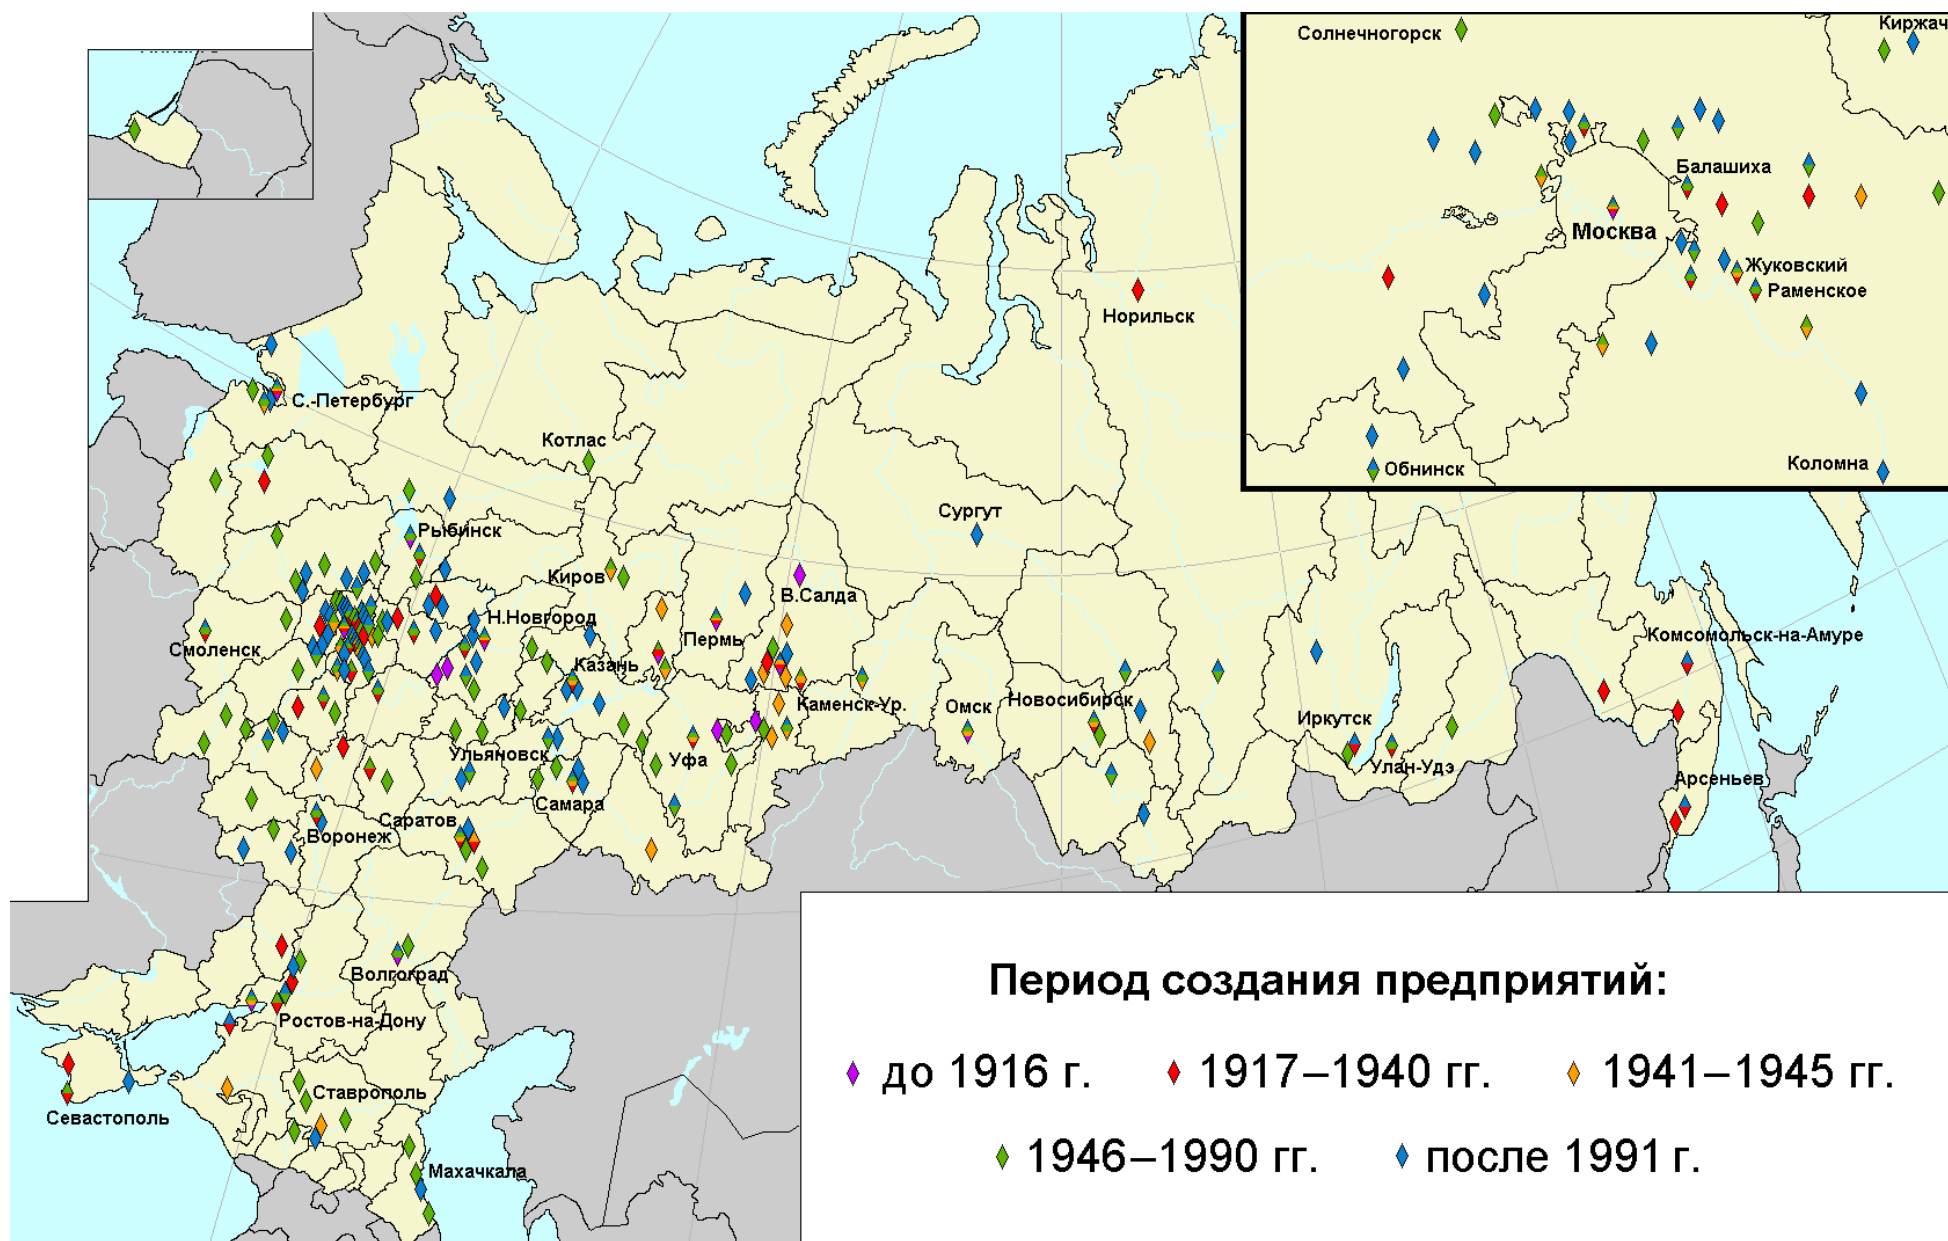 Киржач
Солнечногорск
Балашиха
Москва
Жуковский
Раменское
Обнинск
Коломна
Норильск
С.-Петербург
Котлас
Сургут
Рыбинск
Киров
В.Салда
Н.Новгород
Смоленск
Пермь
Казань
Комсомольск-на-Амуре
Каменск-Ур.
Омск
Новосибирск
Иркутск
Ульяновск
Уфа
Улан-Удэ
Арсеньев
Самара
Саратов
Воронеж
Волгоград
Ростов-на-Дону
Ставрополь
Севастополь
Махачкала
Период создания предприятий:
до 1916 г. 1917–1940 гг. 1941–1945 гг.
1946–1990 гг. после 1991 г.